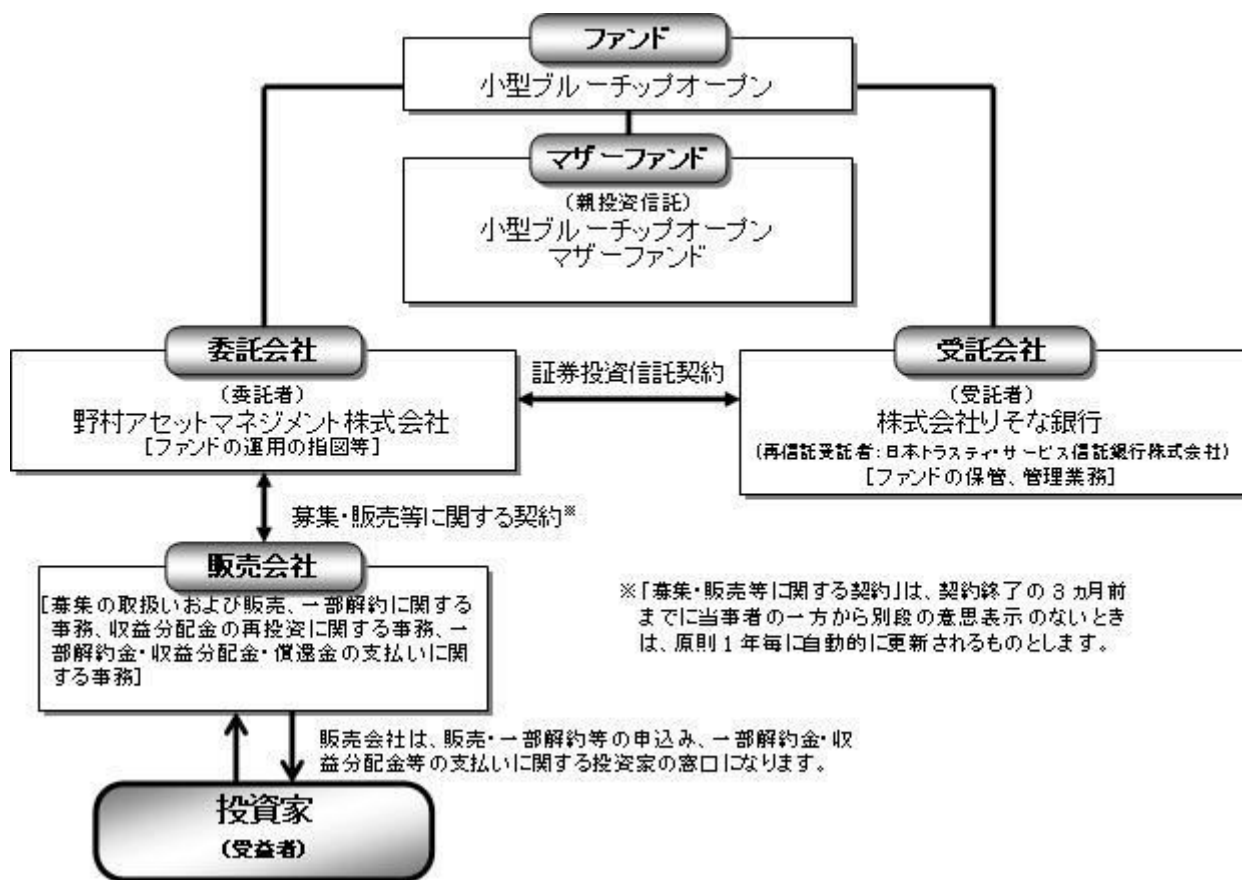 ファンド
小型ブルーチップオープン
マザーファンド
(親投資信託)
小型ブルーチップオープン
マザーファンド
委託会社
(委託者)
野村アセットマネジメント株式会社
[ファンドの運用の指図等]
証券投資信託契約
受託会社
(受託者)
株式会社りそな銀行
(再信託受託者:日本トラスティ・サービス信託銀行株式会社)
[ファンドの保管、管理業務]
募集・販売等に関する契約※
販売会社
[募集の取扱いおよび販売、一部解約に関する
事務、収益分配金の再投資に関する事務、一
部解約金・収益分配金・償還金の支払いに関
する事務]
※「募集・販売等に関する契約」は、契約終了の3ヵ月前
までに当事者の一方から別段の意思表示のないとき
は、原則1年毎に自動的に更新されるものとします。
販売会社は、販売・一部解約等の申込み、一部解約金・収
益分配金等の支払いに関する投資家の窓口になります。
投資家
(受益者)